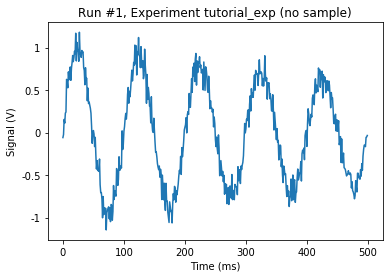 Run #1, Experiment tutorial_exp (no sample)
1
0.5
0
-0.5
-1
Signal (V)
0 100 200 300 400 500
Time (ms)